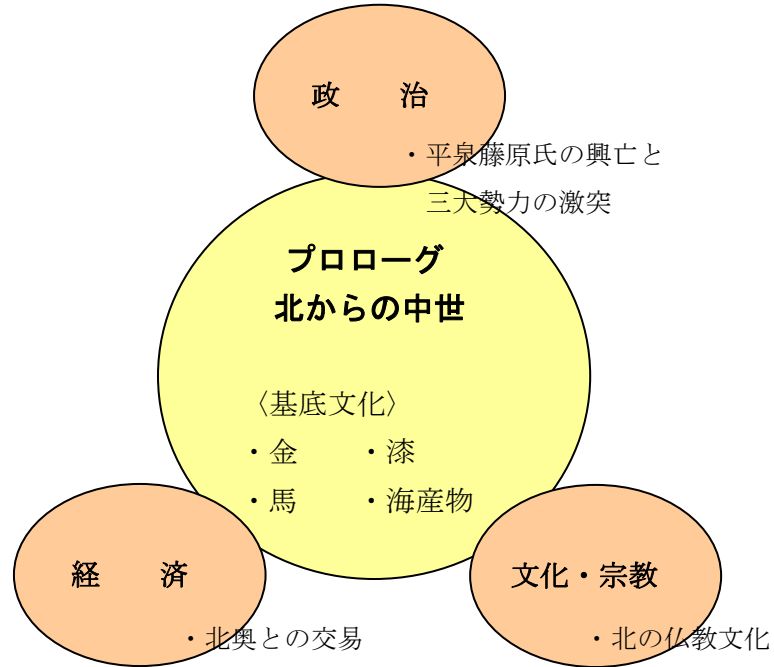 政　　治
・平泉藤原氏の興亡と
三大勢力の激突
プロローグ
北からの中世
〈基底文化〉
・金　　・漆
・馬　　・海産物
経　　済
・北奥との交易
文化・宗教
・北の仏教文化